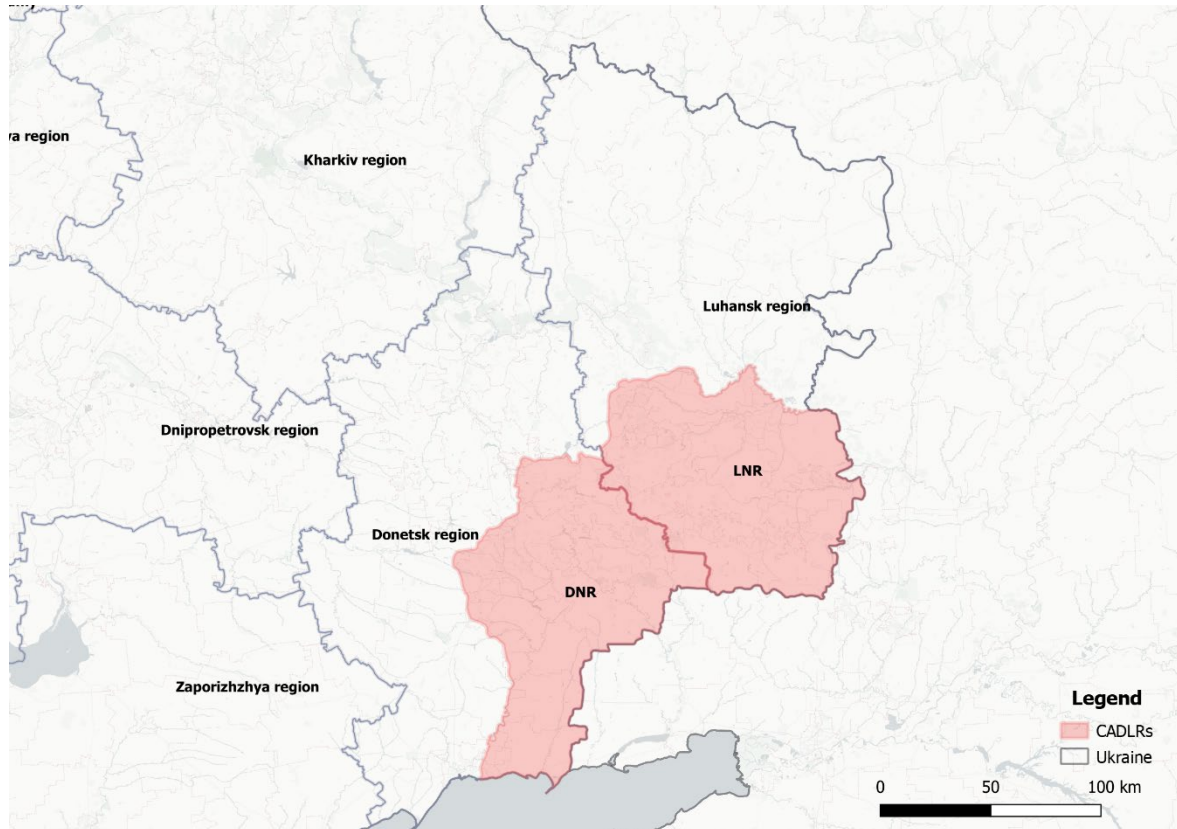 ya region
Kharkiv region
Luhansk region
Dnipropetrovsk region
LNR
Donetsk region
DNR
Zaporizhzhya region
Legend
CADLRs
Ukraine
0 50 100 km